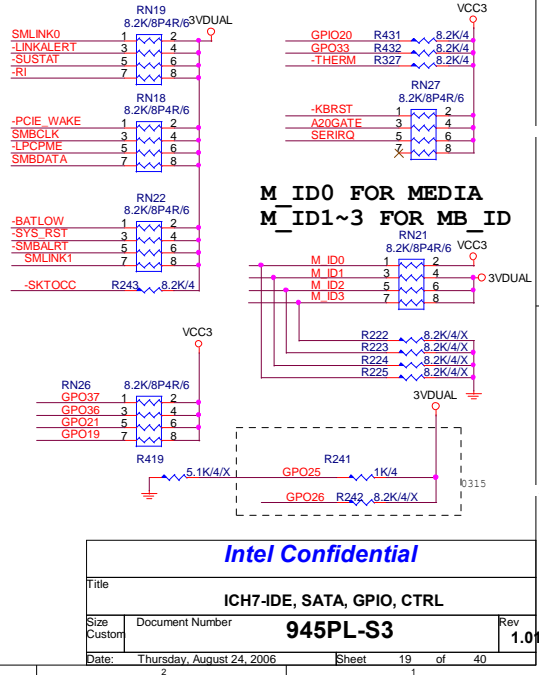 RN19
8.2K/8P4R/6
3VDUAL
SMLINK0 1 2
-LINKALERT 3 4
-SUSTAT 5 6
-RI 7 8
RN18
8.2K/8P4R/6
-PCIE_WAKE 1 2
SMBCLK 3 4
-LPCPME 5 6
SMBDATA 7 8
RN22
8.2K/8P4R/6
-BATLOW 1 2
-SYS_RST 3 4
-SMBALRT 5 6
SMLINK1 7 8
-SKTOCC R243 8.2K/4
VCC3
RN26 8.2K/8P4R/6
GPO37 1 2
GPO36 3 4
GPO21 5 6
GPO19 7 8
VCC3
GPIO20 R431 8.2K/4
GPO33 R432 8.2K/4
-THERM R327 8.2K/4
RN27
8.2K/8P4R/6
-KBRST 1 2
A20GATE 3 4
SERIRQ 5 6
7 8
M_ID0 FOR MEDIA
M_ID1~3 FOR MB_ID
RN21
8.2K/8P4R/6 VCC3
M_ID0 1 2
M_ID1 3 4 3VDUAL
M_ID2 5 6
M_ID3 7 8
R222 8.2K/4/X
R223 8.2K/4/X
R224 8.2K/4/X
R225 8.2K/4/X
3VDUAL
R419 5.1K/4/X
GPO25 R241 1K/4
GPO26 R242 8.2K/4/X
0315
Intel Confidential
Title
ICH7-IDE, SATA, GPIO, CTRL
Size Document Number Rev
Custom 945PL-S3 1.01
Date: Thursday, August 24, 2006 Sheet 19 of 40
2 1